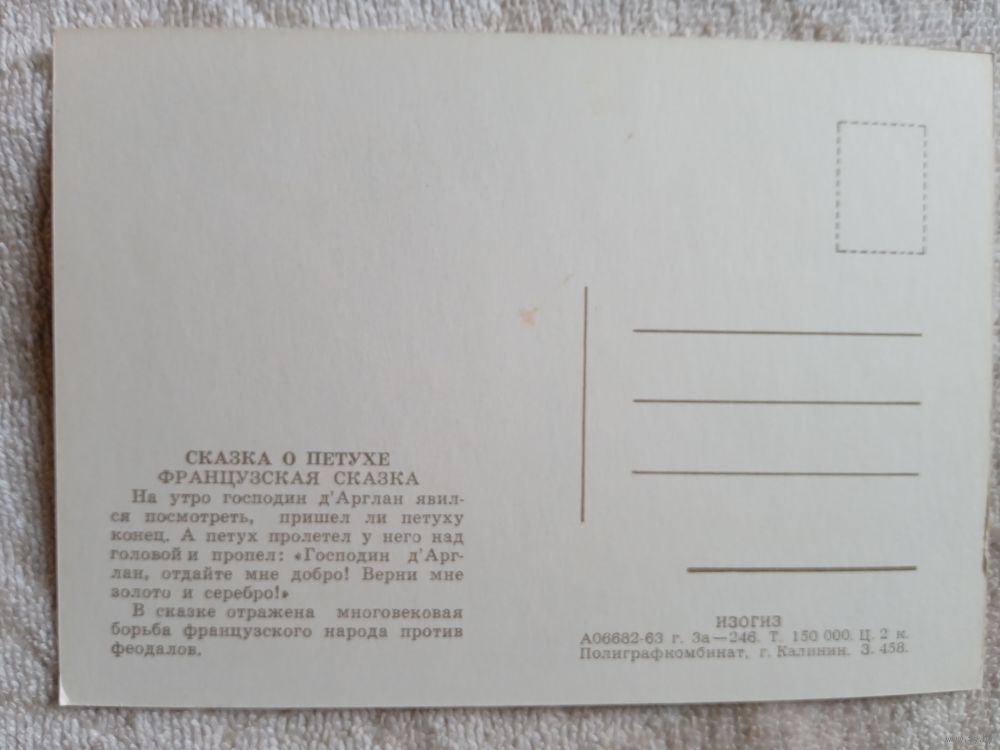 СКАЗКА О ПЕТУХЕ
ФРАНЦУЗСКАЯ СКАЗКА
На утро господин д'Арглан явил-
ся посмотреть, пришел ли петуху
конец. А петух пролетел у него над
головой и пропел: «Господин д'Арг-
лан, отдайте мне добро! Верни мне
золото и серебро!»
В сказке отражена многовековая
борьба французского народа против
феодалов.
ИЗОГИЗ
А06682-63 г. За—246. Т. 150 000. Ц. 2 к.
Полиграфкомбинат, г. Калинин. З. 458.